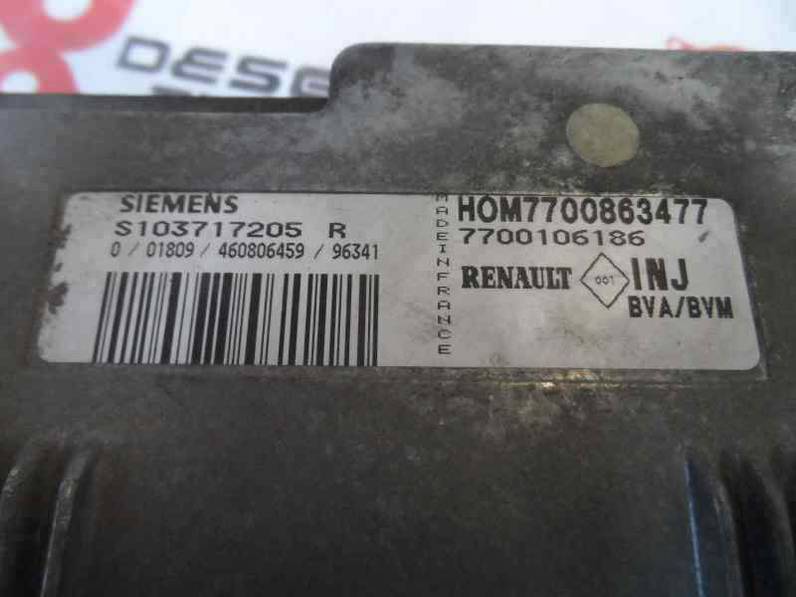 DESG
SIEMENS
S103717205 R
0 / 01809 / 460806459 / 96341
MADEINFRANCE
HOM7700863477
7700106186
RENAULT 001 INJ
BVA/BVM